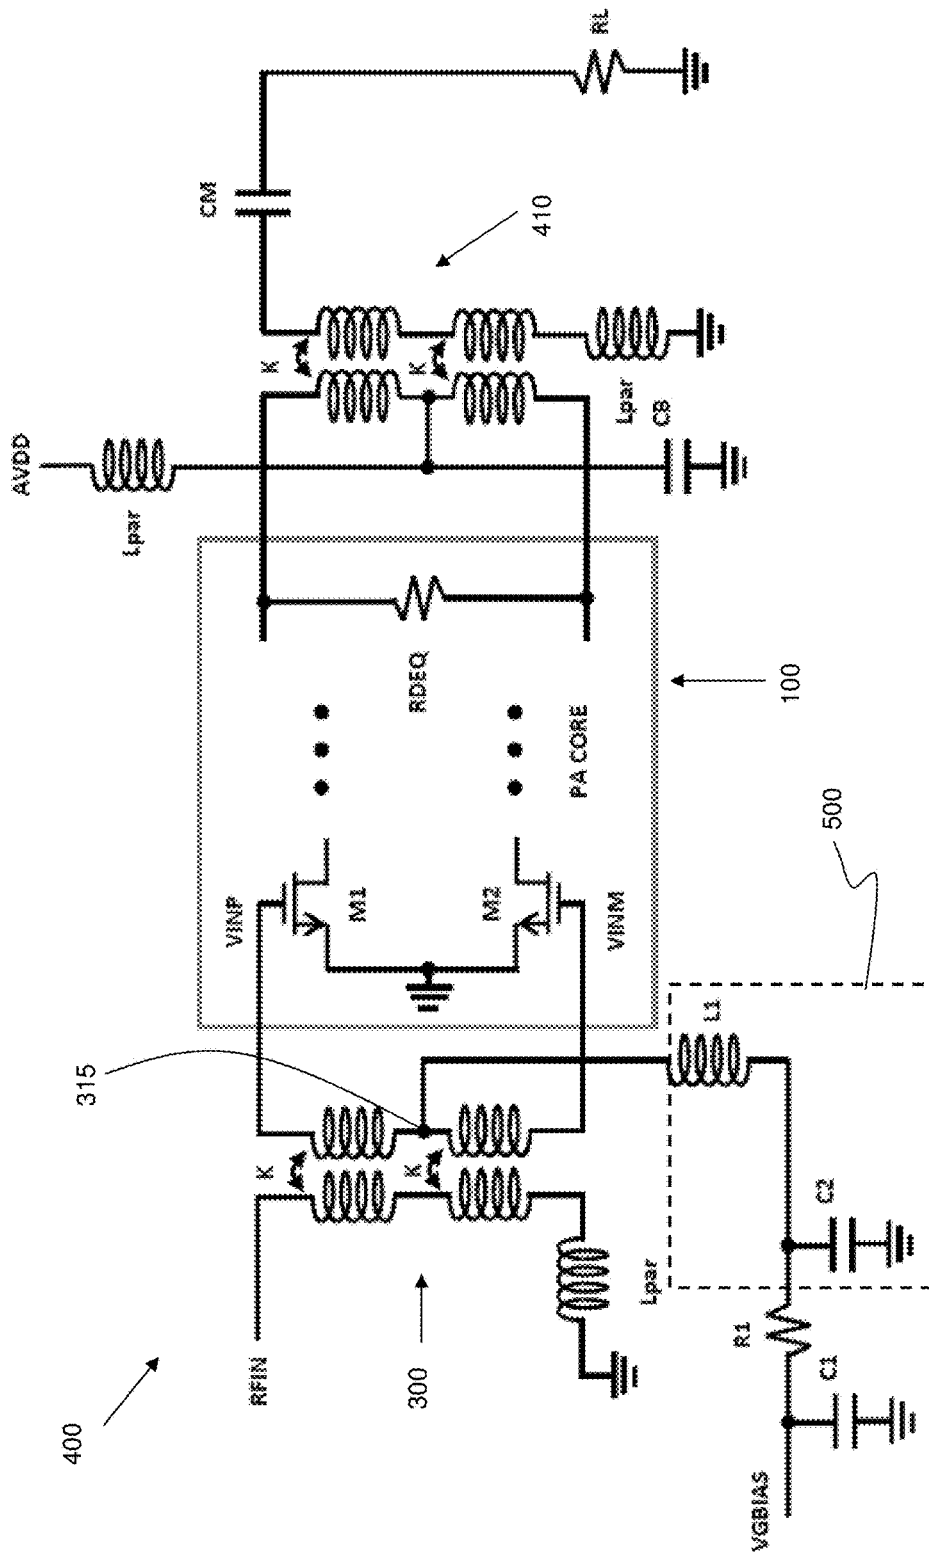 400
RFIN
300
K
K
315
Lpar
VGBIAS
C1
R1
C2
L1
500
VINP
M1
M2
VINM
PA CORE
100
RDEQ
AVDD
Lpar
K
K
Lpar
CB
410
CM
RL